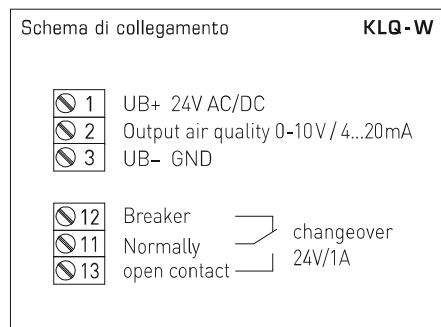 Schema di collegamento KLQ-W
1 UB+ 24V AC/DC
2 Output air quality 0-10V / 4...20mA
3 UB– GND
12 Breaker
11 Normally
13 open contact
changeover
24V/1A